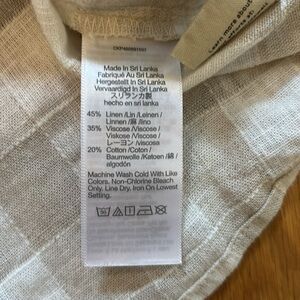 Made In Sri Lanka
Fabriqué Au Sri Lanka
Hergestellt In Sri Lanka
Vervaardigd In Sri Lanka
スリランカ製
hecho en sri lanka
45% Linen/Lin /Leinen/
Linnen /麻 /lino
35% Viscose/Viscose/
Viskose /Viscose/
レーヨン /viscosa
20% Cotton/Coton/
Baumwolle /Katoen /綿 /
algodón
Machine Wash Cold With Like
Colors. Non-Chlorine Bleach
Only. Line Dry. Iron On Lowest
Setting.
Learn more about